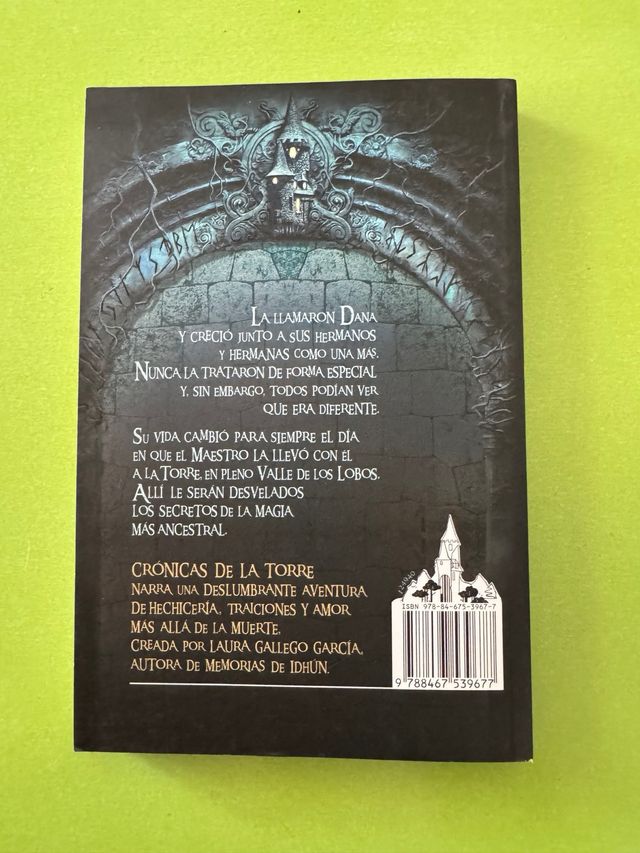 La llamaron Dana
y creció junto a sus hermanos
y hermanas como una más.
Nunca la trataron de forma especial
y, sin embargo, todos podían ver
que era diferente.
Su vida cambió para siempre el día
en que el Maestro la llevó con él
a la Torre, en pleno Valle de los Lobos.
Allí le serán desvelados
los secretos de la magia
más ancestral.
Crónicas de la Torre
narra una deslumbrante aventura
de hechicería, traiciones y amor
más allá de la muerte,
creada por Laura Gallego García,
autora de Memorias de Idhún.
124940
ISBN 978-84-675-3967-7
9 788467 539677